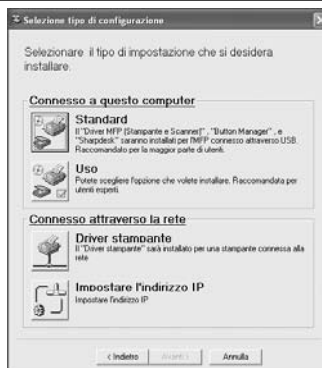 Selezione tipo di configurazione
Selezionare il tipo di impostazione che si desidera
installare.
Connesso a questo computer
Standard
Il "Driver MFP (Stampante e Scanner)", "Button Manager", e
"Sharpdesk" saranno installati per l'MFP connesso attraverso USB.
Raccomandato per la maggior parte di utenti.
Uso
Potete scegliere l'opzione che volete installare. Raccomandata per
utenti esperti.
Connesso attraverso la rete
Driver stampante
Il "Driver stampante" sarà installato per una stampante connessa alla
rete
Impostare l'indirizzo IP
Impostare l'indirizzo IP
< Indietro Avanti > Annulla